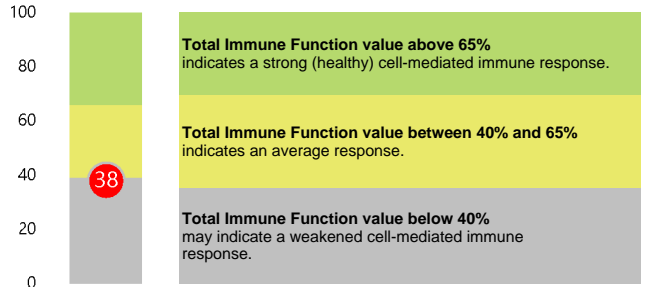 100
80
60
40
20
0
38
Total Immune Function value above 65%
indicates a strong (healthy) cell-mediated immune response.
Total Immune Function value between 40% and 65%
indicates an average response.
Total Immune Function value below 40%
may indicate a weakened cell-mediated immune
response.